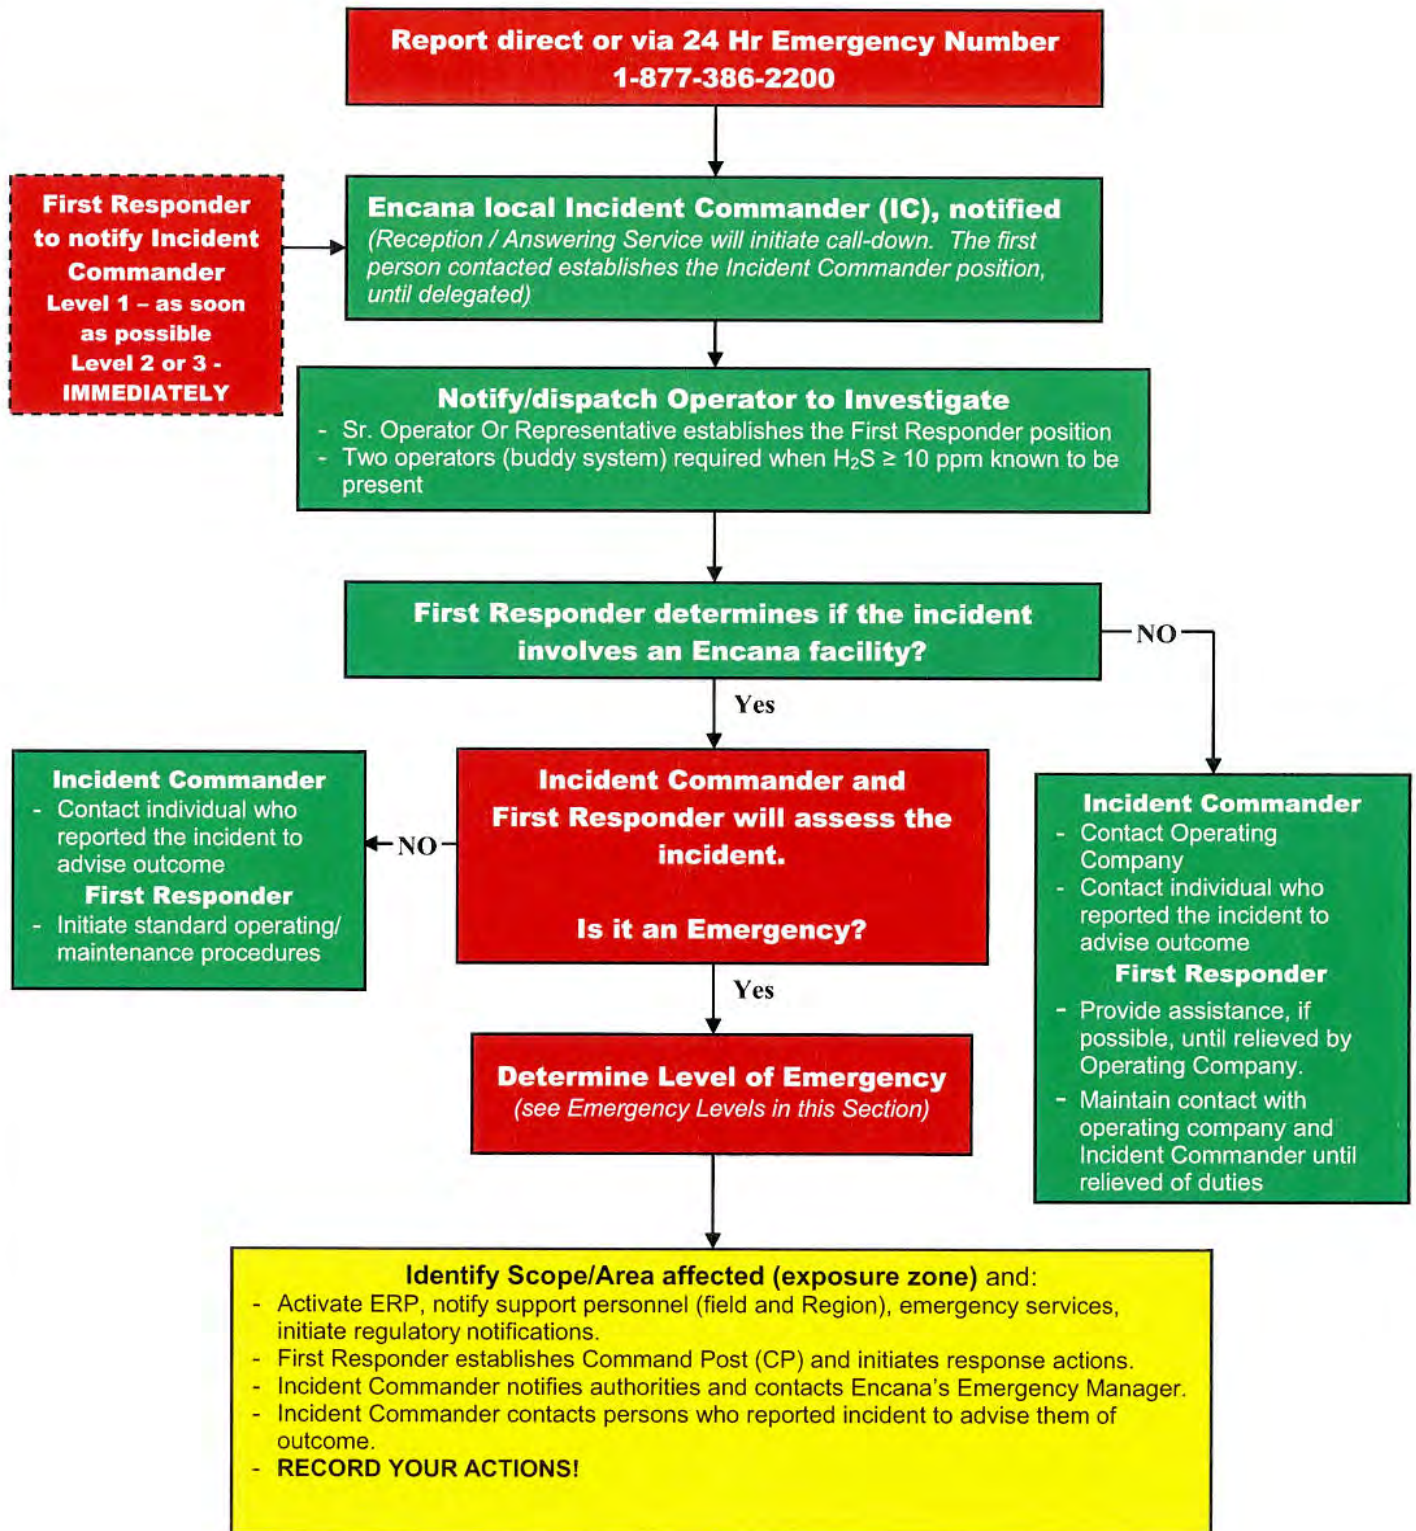 Report direct or via 24 Hr Emergency Number
1-877-386-2200
First Responder
to notify Incident
Commander
Level 1 – as soon
as possible
Level 2 or 3 -
IMMEDIATELY
Encana local Incident Commander (IC), notified
(Reception / Answering Service will initiate call-down. The first
person contacted establishes the Incident Commander position,
until delegated)
Notify/dispatch Operator to Investigate
- Sr. Operator Or Representative establishes the First Responder position
- Two operators (buddy system) required when H₂S ≥ 10 ppm known to be
present
First Responder determines if the incident
involves an Encana facility?
NO
Yes
Incident Commander
- Contact individual who
reported the incident to
advise outcome
First Responder
- Initiate standard operating/
maintenance procedures
NO
Incident Commander and
First Responder will assess the
incident.
Is it an Emergency?
Incident Commander
- Contact Operating
Company
- Contact individual who
reported the incident to
advise outcome
First Responder
- Provide assistance, if
possible, until relieved by
Operating Company.
- Maintain contact with
operating company and
Incident Commander until
relieved of duties
Yes
Determine Level of Emergency
(see Emergency Levels in this Section)
Identify Scope/Area affected (exposure zone) and:
- Activate ERP, notify support personnel (field and Region), emergency services,
initiate regulatory notifications.
- First Responder establishes Command Post (CP) and initiates response actions.
- Incident Commander notifies authorities and contacts Encana's Emergency Manager.
- Incident Commander contacts persons who reported incident to advise them of
outcome.
- RECORD YOUR ACTIONS!